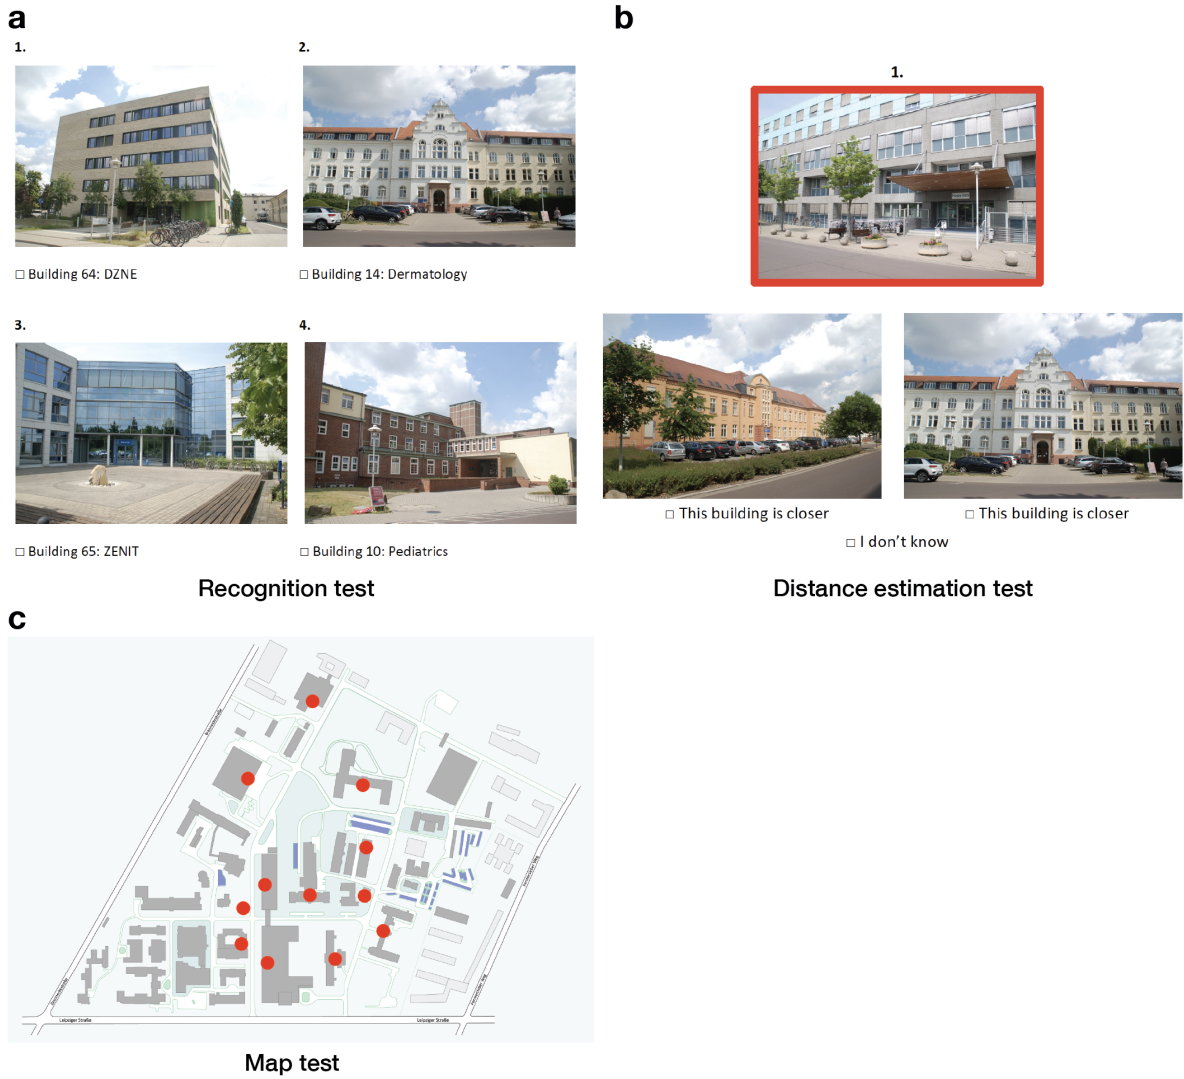 a
1.
2.
□ Building 64: DZNE
□ Building 14: Dermatology
3.
4.
□ Building 65: ZENIT
□ Building 10: Pediatrics
Recognition test
b
1.
□ This building is closer
□ This building is closer
□ I don’t know
Distance estimation test
c
Leipziger Straße
Leipziger Straße
Map test